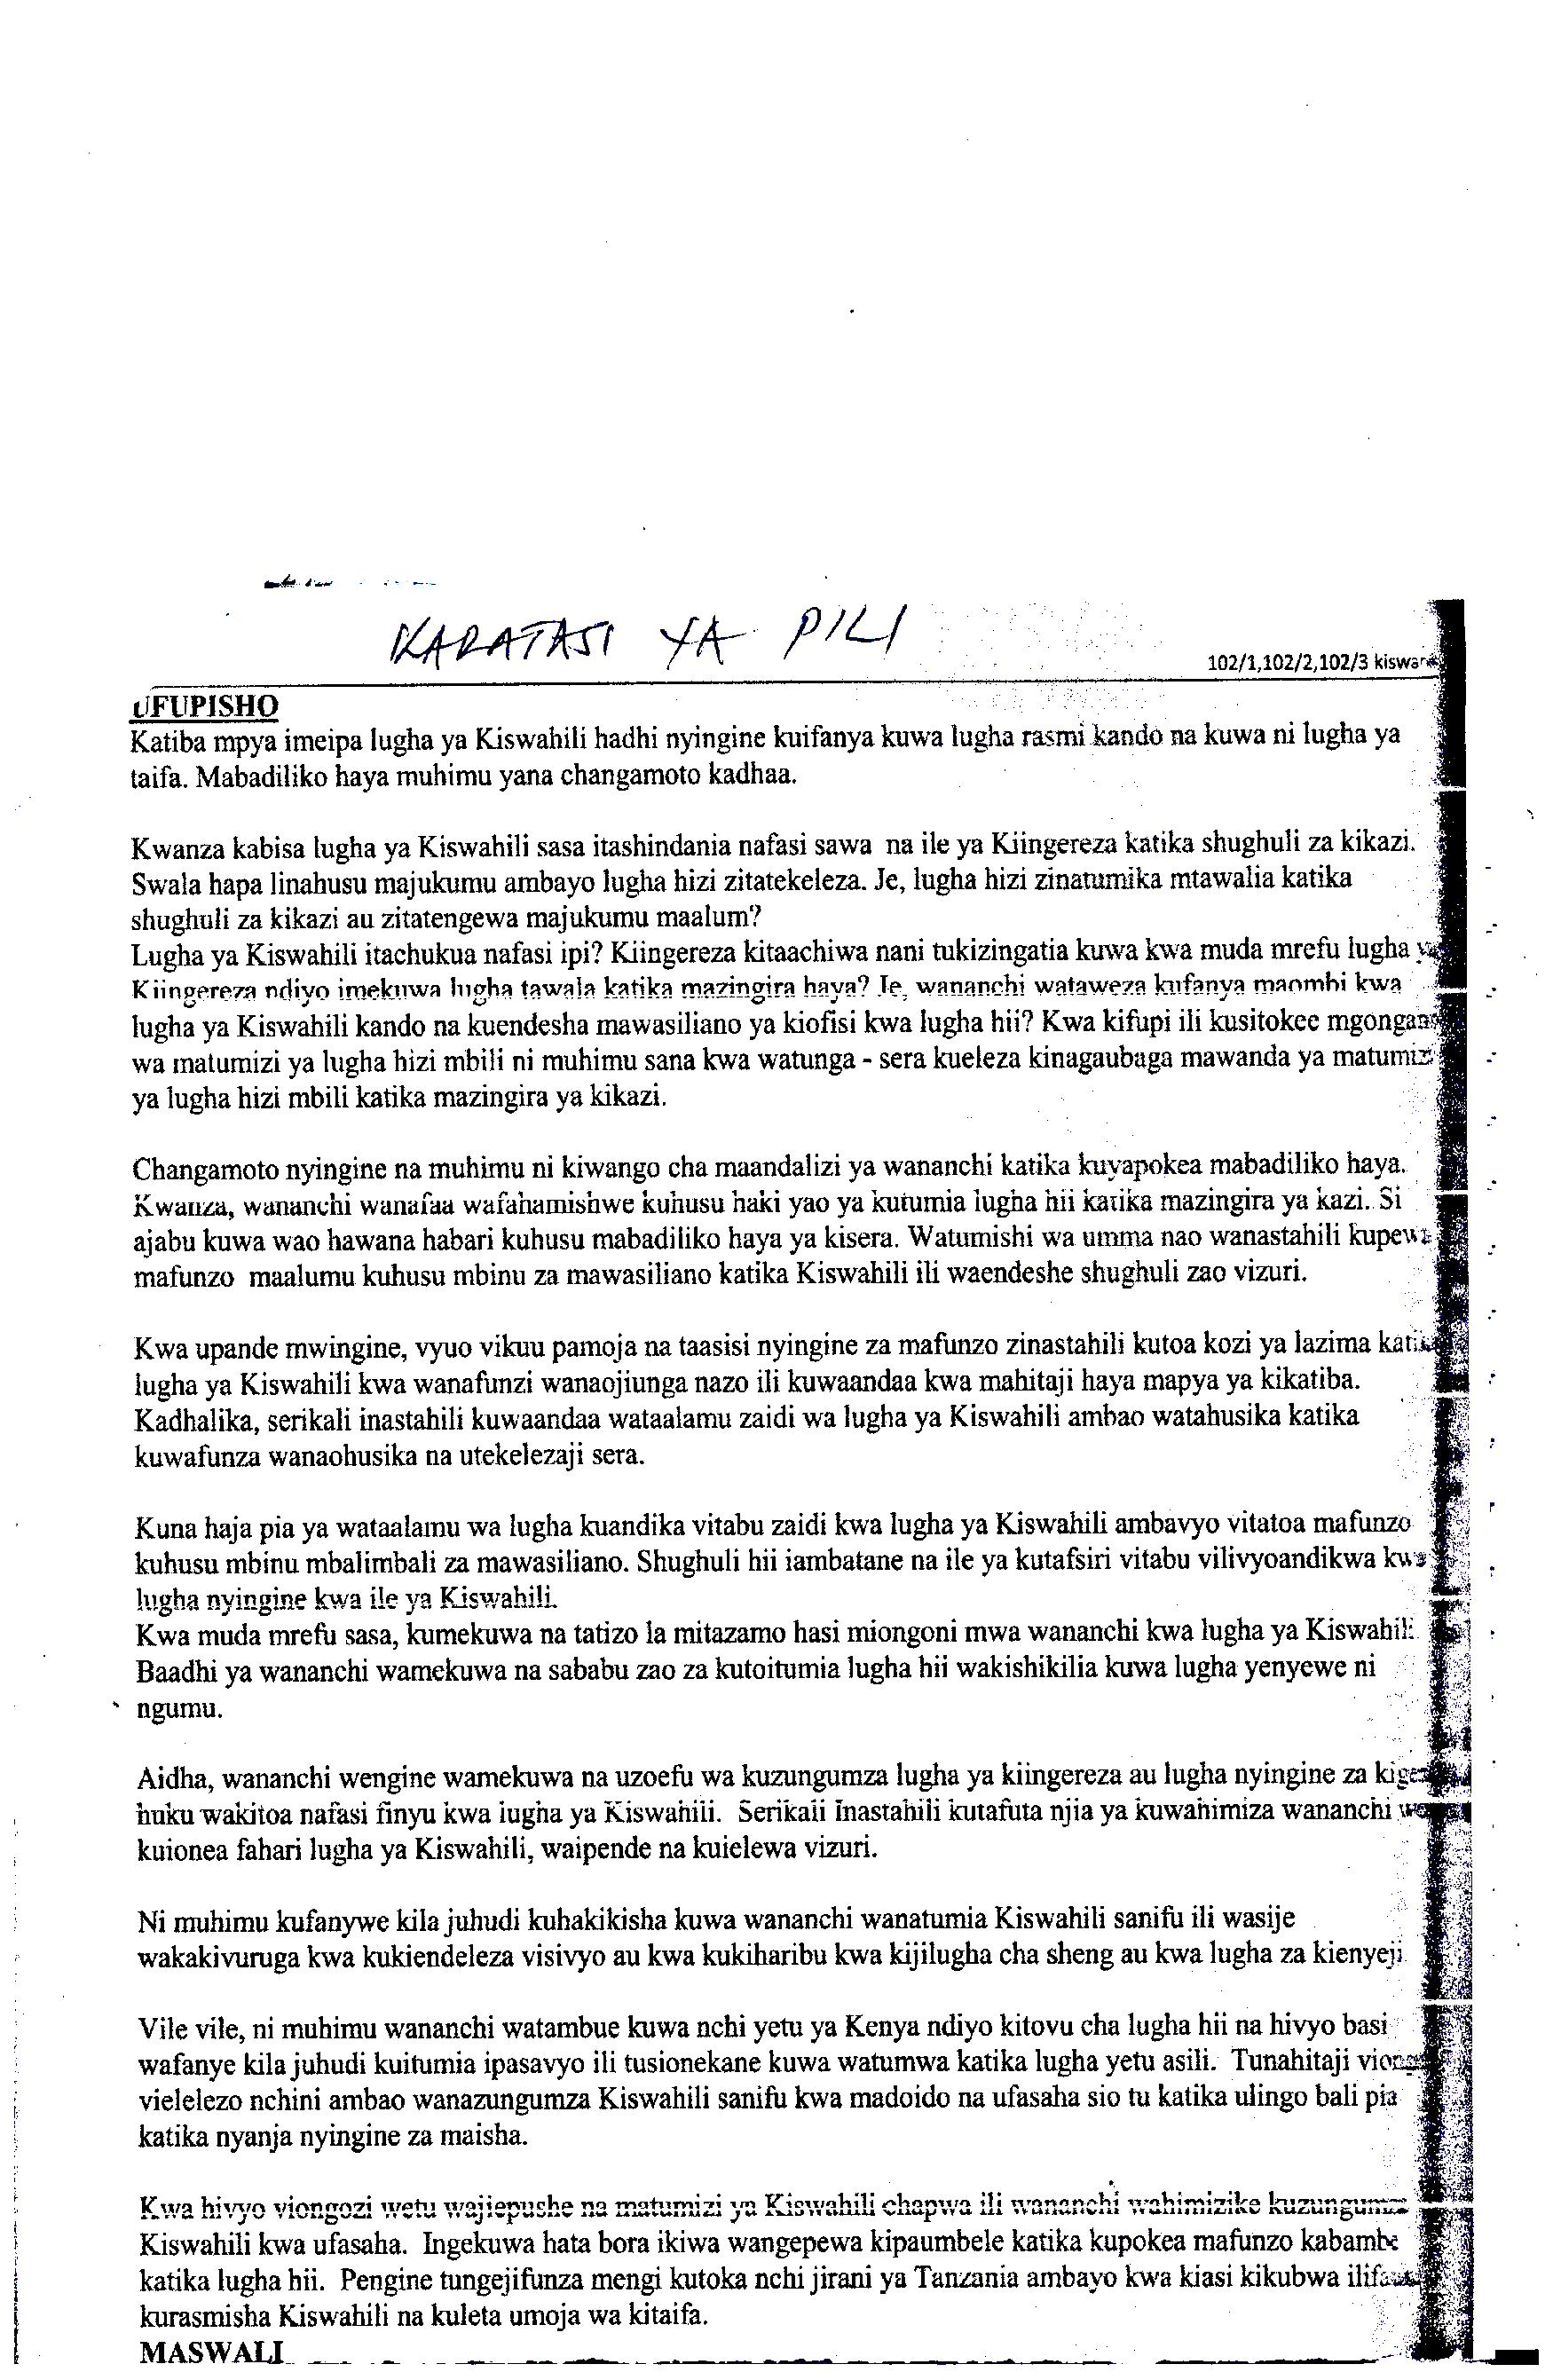 KARATASI YA PILI
102/1,102/2,102/3
UFUPISHO
Katiba mpya imeipa lugha ya Kiswahili hadhi nyingine kuifanya kuwa lugha rasmi kando na kuwa ni lugha ya
taifa. Mabadiliko haya muhimu yana changamoto kadhaa.
Kwanza kabisa lugha ya Kiswahili sasa itashindania nafasi sawa na ile ya Kiingereza katika shughuli za kikazi.
Swala hapa linahusu majukumu ambayo lugha hizi zitatekeleza. Je, lugha hizi zinatumika mtawalia katika
shughuli za kikazi au zitatengewa majukumu maalum?
Lugha ya Kiswahili itachukua nafasi ipi? Kiingereza kitaachiwa nani tukizingatia kuwa kwa muda mrefu lugha
Kiingereza ndiyo imekuwa lugha tawala katika mazingira haya? Je, wananchi wataweza kufanya maombi kwa
lugha ya Kiswahili kando na kuendesha mawasiliano ya kiofisi kwa lugha hii? Kwa kifupi ili kusitokee
wa matumizi ya lugha hizi mbili ni muhimu sana kwa watunga - sera kueleza kinagaubaga mawanda ya
ya lugha hizi mbili katika mazingira ya kikazi.
Changamoto nyingine na muhimu ni kiwango cha maandalizi ya wananchi katika kuyapokea mabadiliko haya.
Kwanza, wananchi wanafaa wafahamishwe kuhusu haki yao ya kutumia lugha hii katika mazingira ya kazi. Si
ajabu kuwa wao hawana habari kuhusu mabadiliko haya ya kisera. Watumishi wa umma nao wanastahili
mafunzo maalumu kuhusu mbinu za mawasiliano katika Kiswahili ili waendeshe shughuli zao vizuri.
Kwa upande mwingine, vyuo vikuu pamoja na taasisi nyingine za mafunzo zinastahili kutoa kozi ya lazima
lugha ya Kiswahili kwa wanafunzi wanaojiunga nazo ili kuwaandaa kwa mahitaji haya mapya ya kikatiba.
Kadhalika, serikali inastahili kuwaandaa wataalamu zaidi wa lugha ya Kiswahili ambao watahusika katika
kuwafunza wanaohusika na utekelezaji sera.
Kuna haja pia ya wataalamu wa lugha kuandika vitabu zaidi kwa lugha ya Kiswahili ambavyo vitatoa mafunzo
kuhusu mbinu mbalimbali za mawasiliano. Shughuli hii iambatane na ile ya kutafsiri vitabu vilivyoandikwa
lugha nyingine kwa ile ya Kiswahili.
Kwa muda mrefu sasa, kumekuwa na tatizo la mitazamo hasi miongoni mwa wananchi kwa lugha ya
Baadhi ya wananchi wamekuwa na sababu zao za kutoitumia lugha hii wakishikilia kuwa lugha yenyewe ni
ngumu.
Aidha, wananchi wengine wamekuwa na uzoefu wa kuzungumza lugha ya kiingereza au lugha nyingine za
huku wakitoa nafasi finyu kwa lugha ya Kiswahili. Serikali inastahili kutafuta njia ya kuwahimiza wananchi
kuionea fahari lugha ya Kiswahili, waipende na kuielewa vizuri.
Ni muhimu kufanywe kila juhudi kuhakikisha kuwa wananchi wanatumia Kiswahili sanifu ili wasije
wakakivuruga kwa kukiendeleza visivyo au kwa kukiharibu kwa kijilugha cha sheng au kwa lugha za kienyeji
Vile vile, ni muhimu wananchi watambue kuwa nchi yetu ya Kenya ndiyo kitovu cha lugha hii na hivyo basi
wafanye kila juhudi kuitumia ipasavyo ili tusionekane kuwa watumwa katika lugha yetu asili. Tunahitaji
vielelezo nchini ambao wanazungumza Kiswahili sanifu kwa madoido na ufasaha sio tu katika ulingo bali pia
katika nyanja nyingine za maisha.
Kwa hivyo viongozi wetu wajiepushe na matumizi ya Kiswahili chapwa ili wananchi wahimizike
Kiswahili kwa ufasaha. Ingekuwa hata bora ikiwa wangepewa kipaumbele katika kupokea mafunzo kabambe
katika lugha hii. Pengine tungejifunza mengi kutoka nchi jirani ya Tanzania ambayo kwa kiasi kikubwa
kurasmisha Kiswahili na kuleta umoja wa kitaifa.
MASWALI